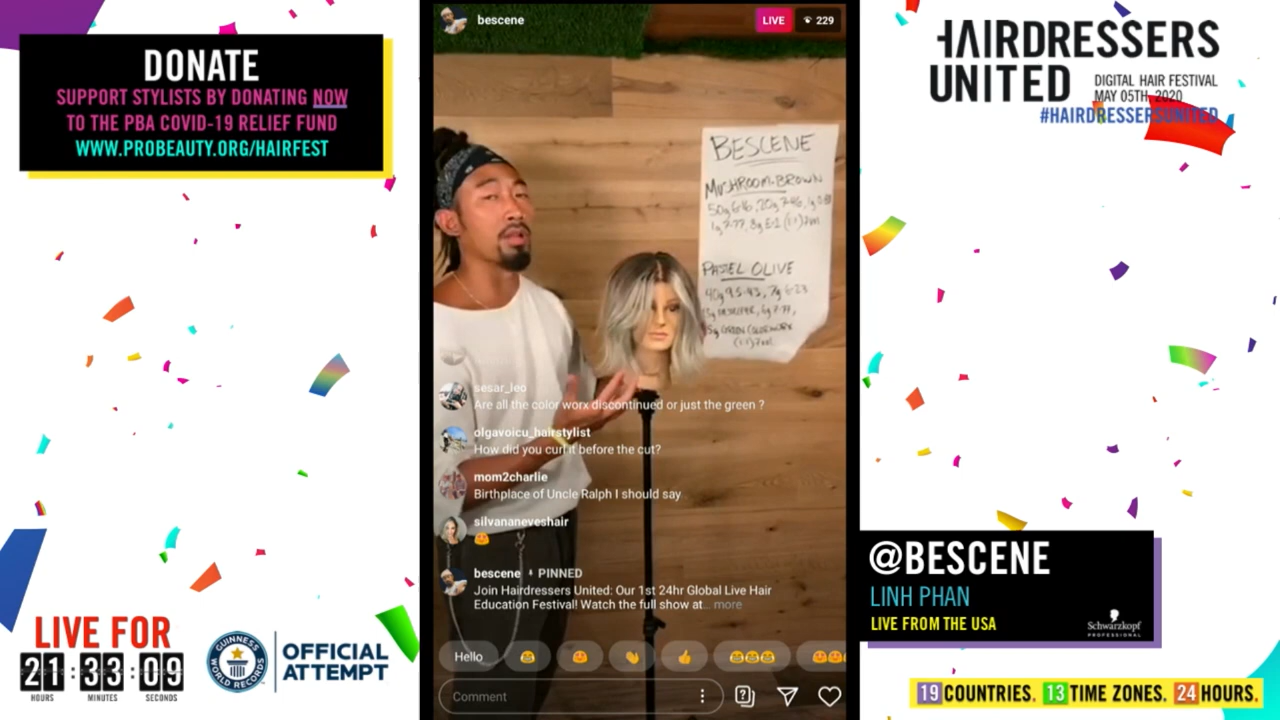 DONATE
SUPPORT STYLISTS BY DONATING NOW
TO THE PBA COVID-19 RELIEF FUND
WWW.PROBEAUTY.ORG/HAIRFEST
bescene
LIVE
229
HAIRDRESSERS
UNITED
DIGITAL HAIR FESTIVAL
MAY 05TH, 2020
#HAIRDRESSERSUNITED
BESCENE
MUSHROOM-BROWN
PASTEL OLIVE
sesar_leo
Are all the color worx discontinued or just the green ?
olgavoicu_hairstylist
How did you curl it before the cut?
mom2charlie
Birthplace of Uncle Ralph I should say
silvananeveshair
bescene PINNED
Join Hairdressers United: Our 1st 24hr Global Live Hair
Education Festival! Watch the full show at... more
Hello
Comment
@BESCENE
LINH PHAN
LIVE FROM THE USA
Schwarzkopf
PROFESSIONAL
LIVE FOR
21:33:09
HOURS MINUTES SECONDS
GUINNESS
WORLD RECORDS
OFFICIAL
ATTEMPT
19 COUNTRIES. 13 TIME ZONES. 24 HOURS.